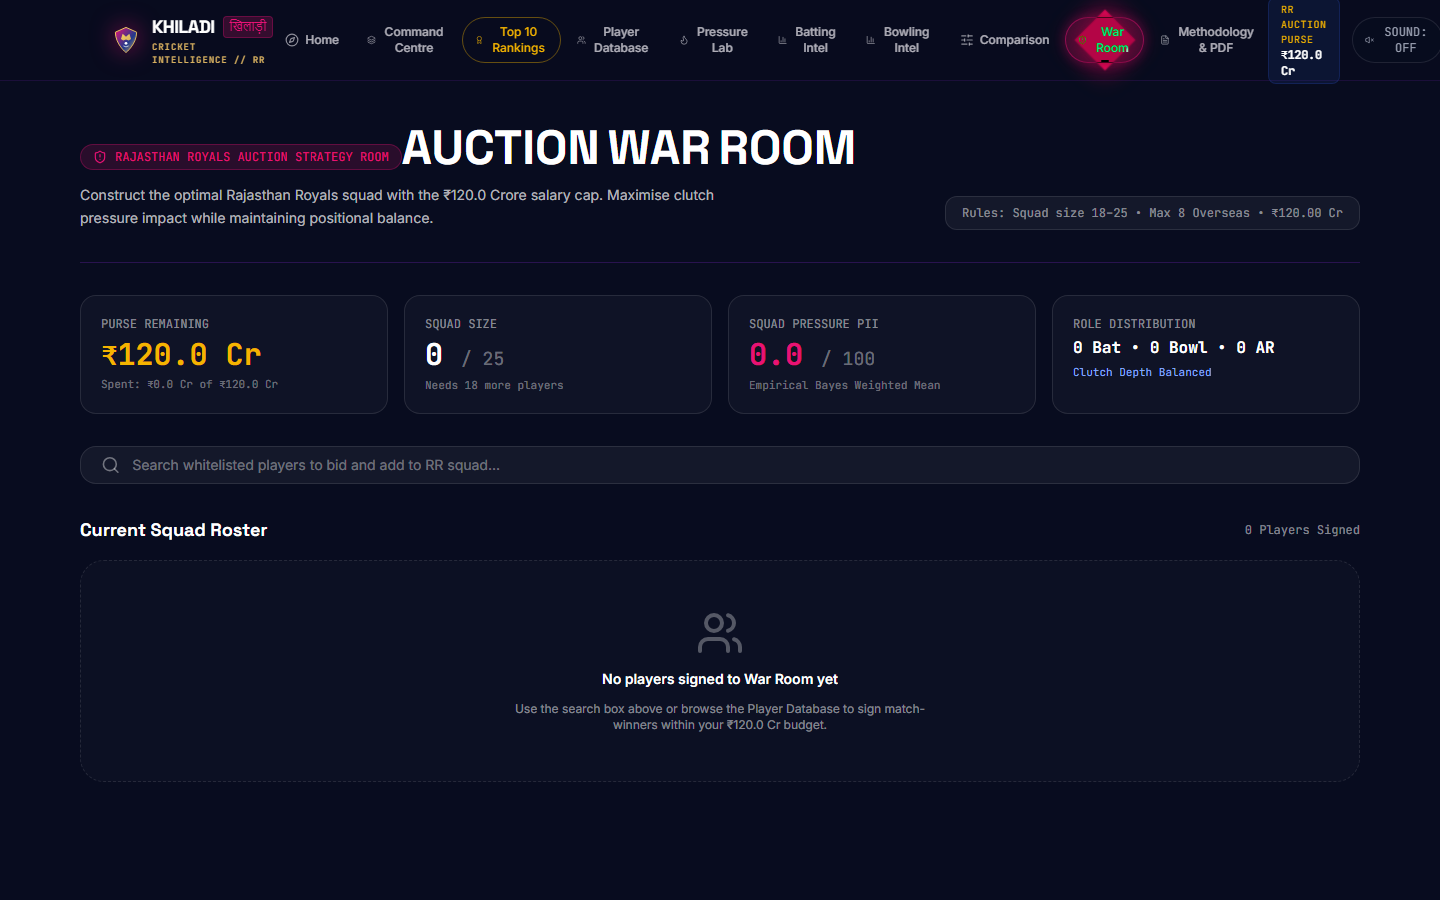 KHILADI खिलाड़ी
CRICKET
INTELLIGENCE // RR
Home
Command
Centre
Top 10
Rankings
Player
Database
Pressure
Lab
Batting
Intel
Bowling
Intel
Comparison
War
Room
Methodology
& PDF
RR
AUCTION
PURSE
₹120.0
Cr
SOUND:
OFF
RAJASTHAN ROYALS AUCTION STRATEGY ROOM
AUCTION WAR ROOM
Construct the optimal Rajasthan Royals squad with the ₹120.0 Crore salary cap. Maximise clutch
pressure impact while maintaining positional balance.
Rules: Squad size 18–25 • Max 8 Overseas • ₹120.00 Cr
PURSE REMAINING
₹120.0 Cr
Spent: ₹0.0 Cr of ₹120.0 Cr
SQUAD SIZE
0 / 25
Needs 18 more players
SQUAD PRESSURE PII
0.0 / 100
Empirical Bayes Weighted Mean
ROLE DISTRIBUTION
0 Bat • 0 Bowl • 0 AR
Clutch Depth Balanced
Search whitelisted players to bid and add to RR squad...
Current Squad Roster
0 Players Signed
No players signed to War Room yet
Use the search box above or browse the Player Database to sign match-
winners within your ₹120.0 Cr budget.